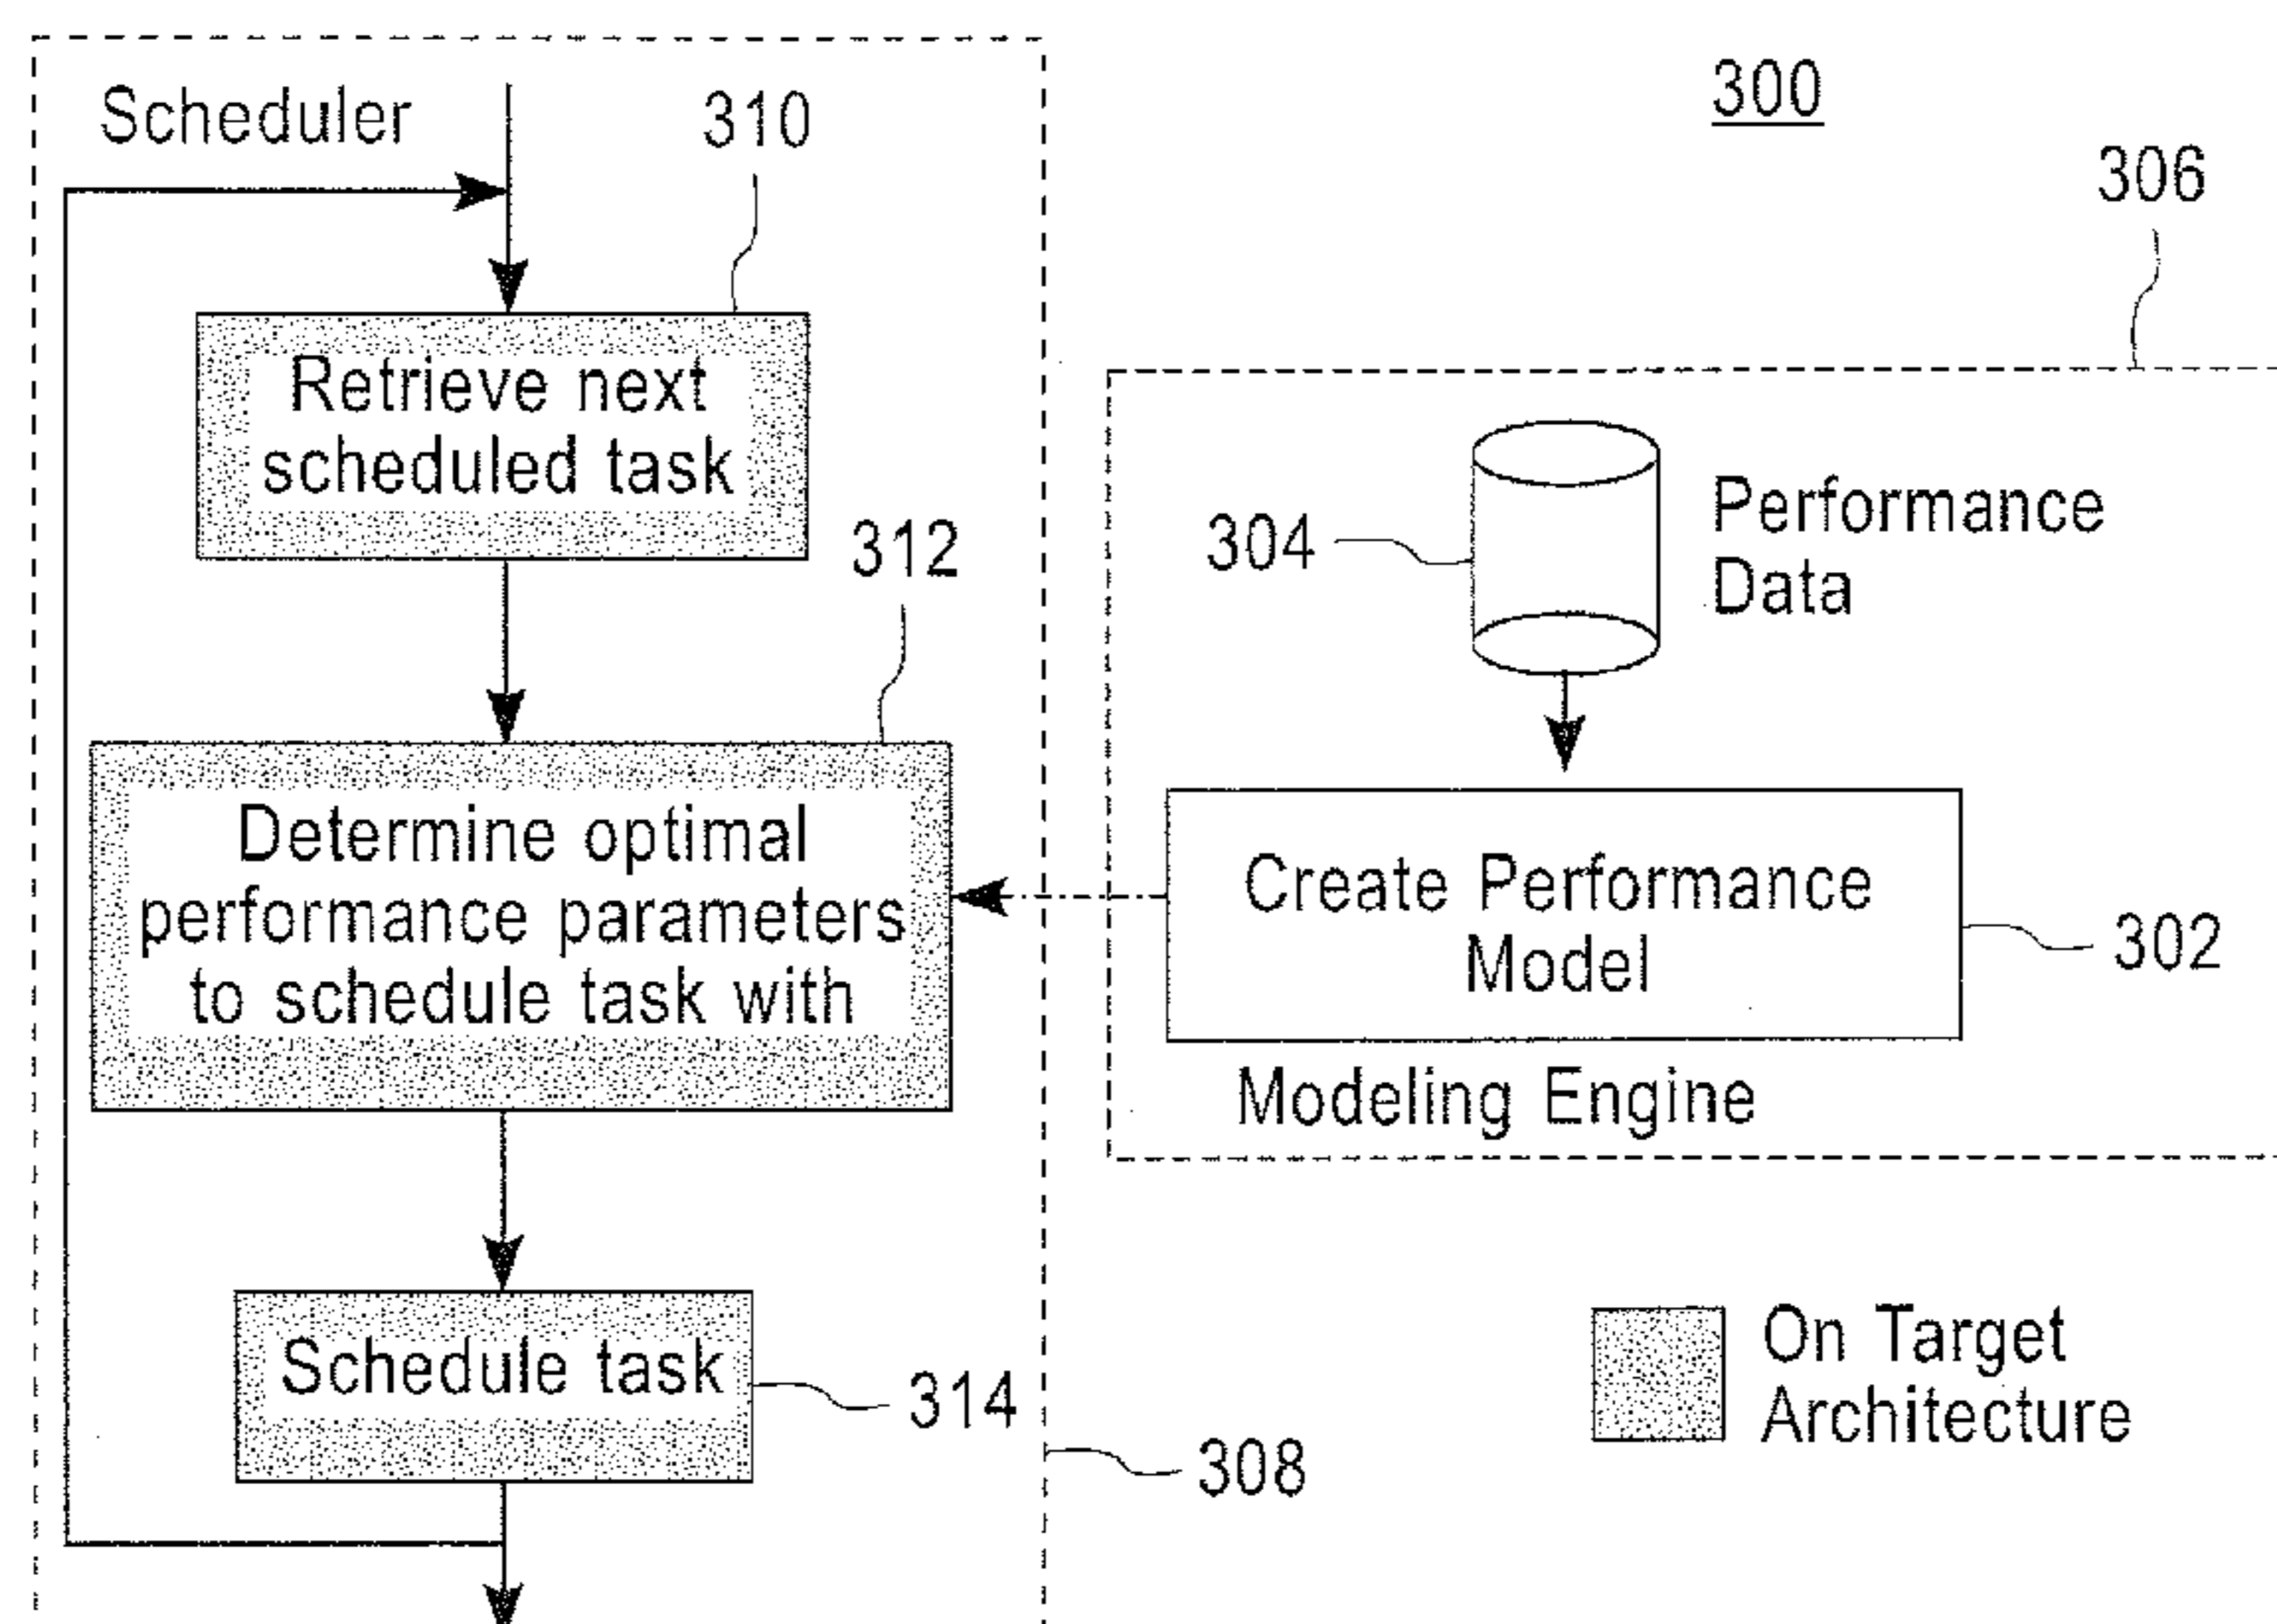 Scheduler
310
300
306
Retrieve next
scheduled task
312
304
Performance
Data
Determine optimal
performance parameters
to schedule task with
Create Performance
Model
302
Modeling Engine
Schedule task
314
308
On Target
Architecture